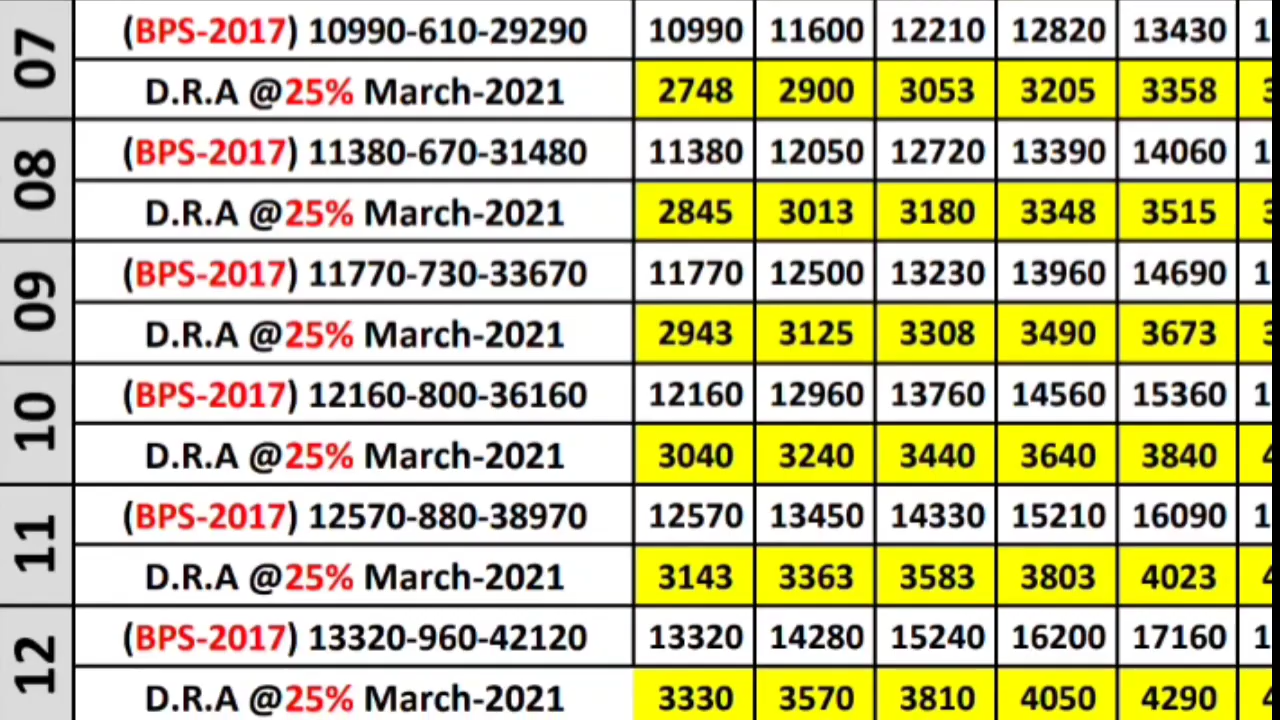 07 (BPS-2017) 10990-610-29290 10990 11600 12210 12820 13430
D.R.A @25% March-2021 2748 2900 3053 3205 3358
08 (BPS-2017) 11380-670-31480 11380 12050 12720 13390 14060
D.R.A @25% March-2021 2845 3013 3180 3348 3515
09 (BPS-2017) 11770-730-33670 11770 12500 13230 13960 14690
D.R.A @25% March-2021 2943 3125 3308 3490 3673
10 (BPS-2017) 12160-800-36160 12160 12960 13760 14560 15360
D.R.A @25% March-2021 3040 3240 3440 3640 3840
11 (BPS-2017) 12570-880-38970 12570 13450 14330 15210 16090
D.R.A @25% March-2021 3143 3363 3583 3803 4023
12 (BPS-2017) 13320-960-42120 13320 14280 15240 16200 17160
D.R.A @25% March-2021 3330 3570 3810 4050 4290